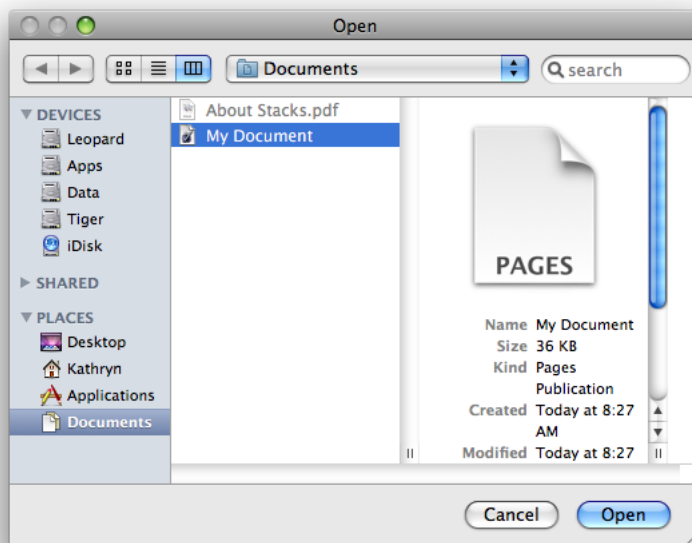 Open
Documents
search
DEVICES
Leopard
Apps
Data
Tiger
iDisk
SHARED
PLACES
Desktop
Kathryn
Applications
Documents
About Stacks.pdf
My Document
PAGES
Name My Document
Size 36 KB
Kind Pages
Publication
Created Today at 8:27
AM
Modified Today at 8:27
Cancel
Open